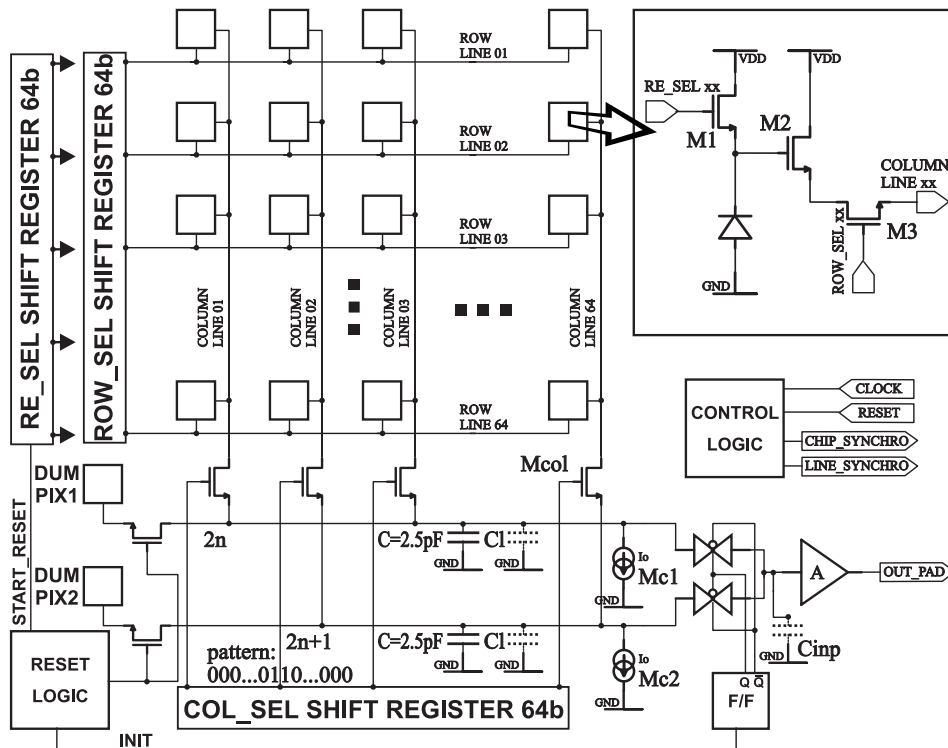 RE_SEL SHIFT REGISTER 64b
ROW_SEL SHIFT REGISTER 64b
ROW
LINE 01
ROW
LINE 02
ROW
LINE 03
ROW
LINE 64
COLUMN
LINE 01
COLUMN
LINE 02
COLUMN
LINE 03
COLUMN
LINE 64
VDD
VDD
RE_SEL xx
M1
M2
COLUMN
LINE xx
M3
ROW_SEL xx
GND
CONTROL
LOGIC
CLOCK
RESET
CHIP_SYNCHRO
LINE_SYNCHRO
Mcol
DUM
PIX1
2n
C=2.5pF
C1
GND
GND
Io
Mc1
GND
DUM
PIX2
2n+1
C=2.5pF
C1
GND
GND
Io
Mc2
GND
A
OUT_PAD
Cinp
GND
Q
Q̅
F/F
START_RESET
RESET
LOGIC
INIT
pattern:
000...0110...000
COL_SEL SHIFT REGISTER 64b